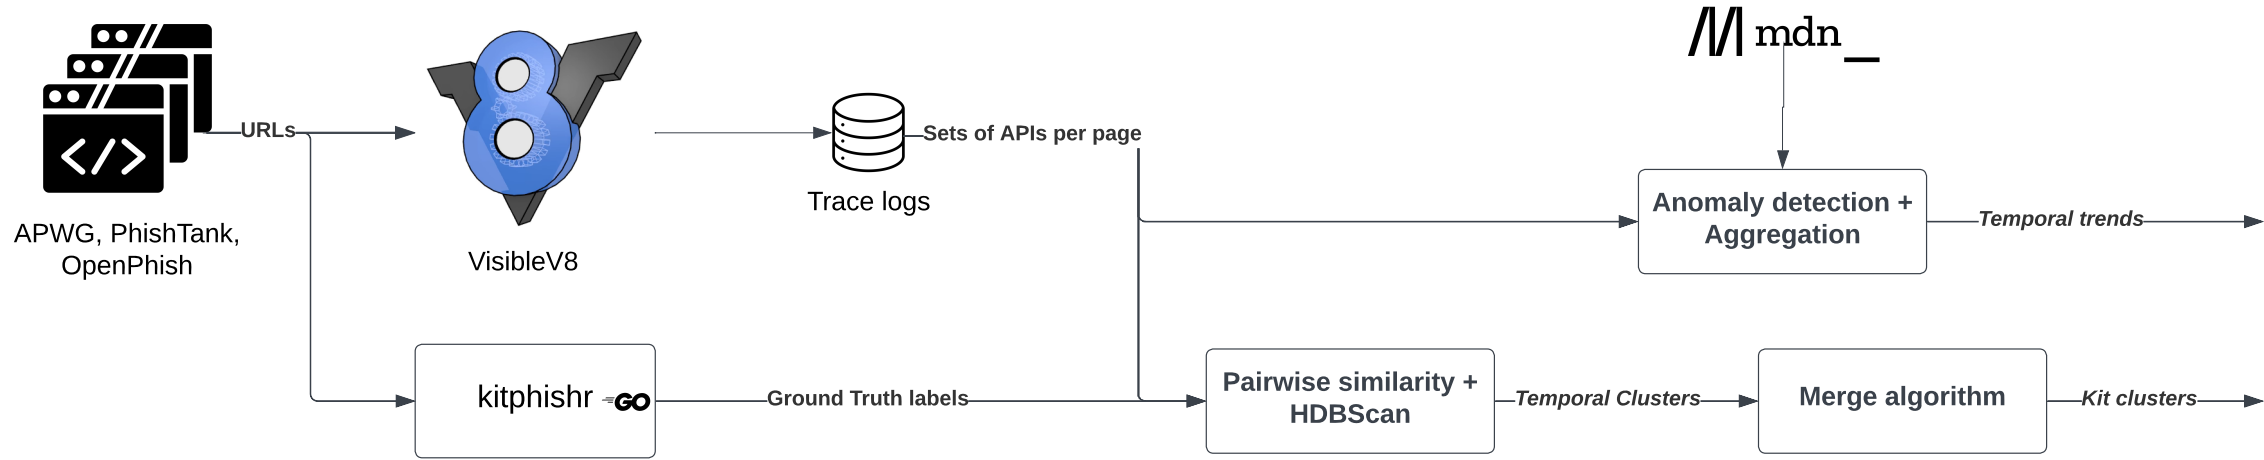 mdn_
URLs
Sets of APIs per page
Trace logs
APWG, PhishTank,
OpenPhish
VisibleV8
Anomaly detection +
Aggregation
Temporal trends
kitphishr GO
Ground Truth labels
Pairwise similarity +
HDBScan
Temporal Clusters
Merge algorithm
Kit clusters